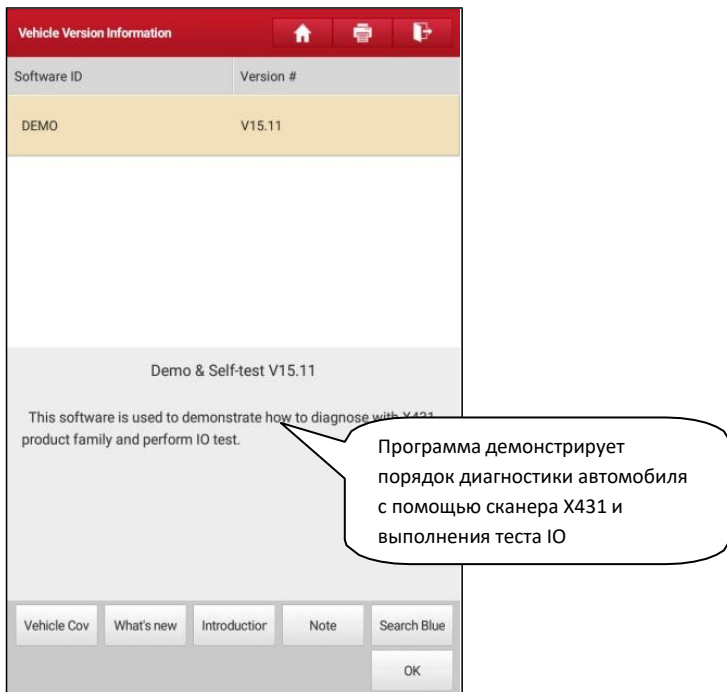 Vehicle Version Information
Software ID Version #
DEMO V15.11
Demo & Self-test V15.11
This software is used to demonstrate how to diagnose with X431
product family and perform IO test.
Программа демонстрирует
порядок диагностики автомобиля
с помощью сканера X431 и
выполнения теста IO
Vehicle Cov What's new Introductior Note Search Blue
OK